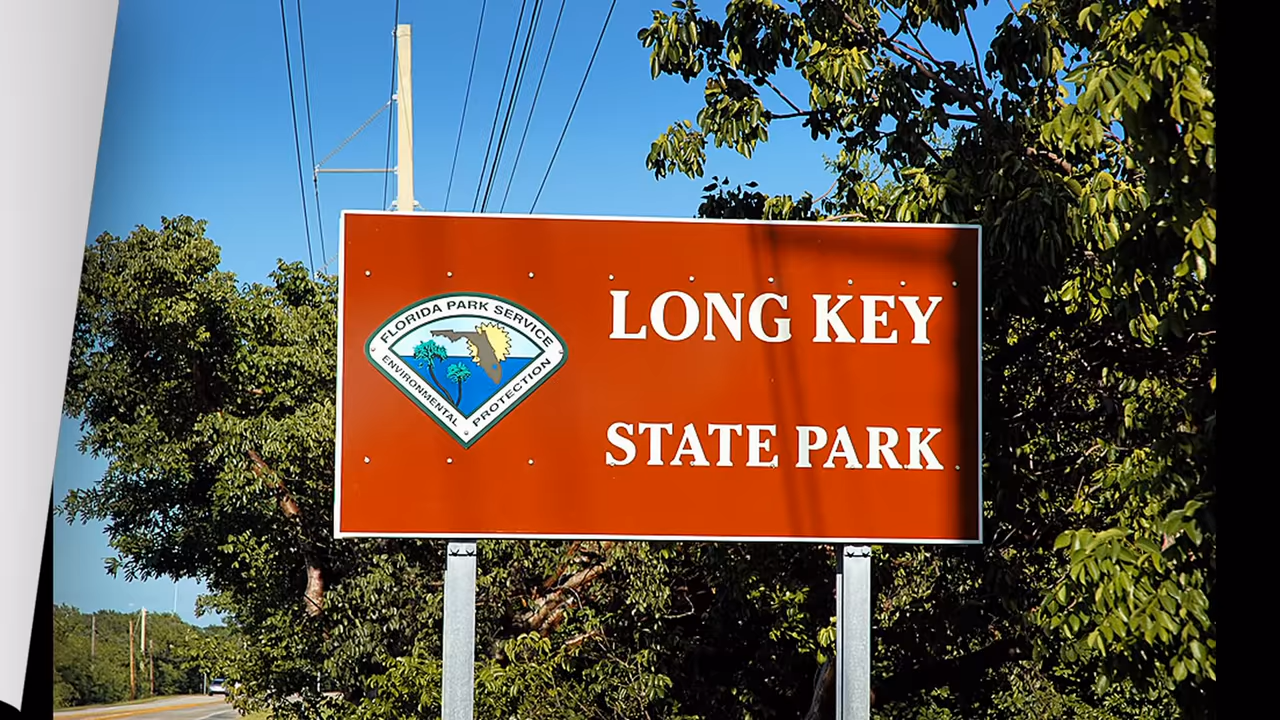 FLORIDA PARK SERVICE
ENVIRONMENTAL PROTECTION
LONG KEY
STATE PARK